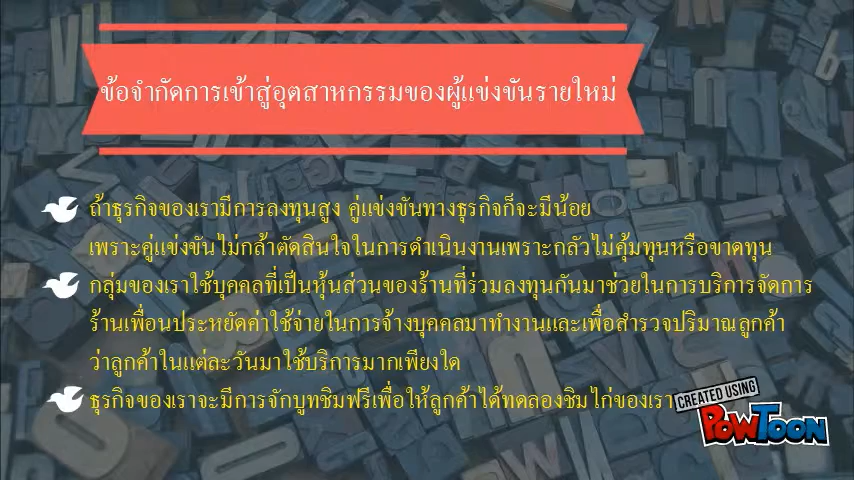 ข้อจำกัดการเข้าสู่อุตสาหกรรมของผู้แข่งขันรายใหม่
ถ้าธุรกิจของเรามีการลงทุนสูง คู่แข่งขันทางธุรกิจก็จะมีน้อย
เพราะคู่แข่งขันไม่กล้าตัดสินใจในการดำเนินงานเพราะกลัวไม่คุ้มทุนหรือขาดทุน
กลุ่มของเราใช้บุคคลที่เป็นหุ้นส่วนของร้านที่ร่วมลงทุนกันมาช่วยในการบริการจัดการ
ร้านเพื่อนประหยัดค่าใช้จ่ายในการจ้างบุคคลมาทำงานและเพื่อสำรวจปริมาณลูกค้า
ว่าลูกค้าในแต่ละวันมาใช้บริการมากเพียงใด
ธุรกิจของเราจะมีการจักบูทชิมฟรีเพื่อให้ลูกค้าได้ทดลองชิมไก่ของเรา
CREATED USING
POWTOON